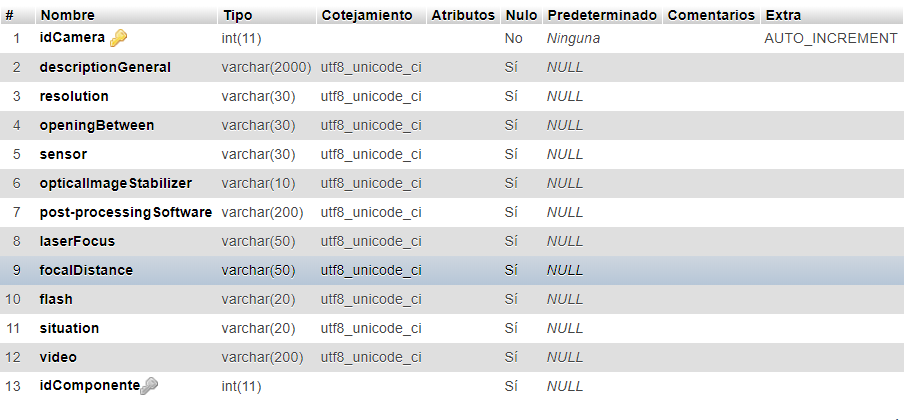 # Nombre Tipo Cotejamiento Atributos Nulo Predeterminado Comentarios Extra
1 idCamera int(11) No Ninguna AUTO_INCREMENT
2 descriptionGeneral varchar(2000) utf8_unicode_ci Sí NULL
3 resolution varchar(30) utf8_unicode_ci Sí NULL
4 openingBetween varchar(30) utf8_unicode_ci Sí NULL
5 sensor varchar(30) utf8_unicode_ci Sí NULL
6 opticalImageStabilizer varchar(10) utf8_unicode_ci Sí NULL
7 post-processingSoftware varchar(200) utf8_unicode_ci Sí NULL
8 laserFocus varchar(50) utf8_unicode_ci Sí NULL
9 focalDistance varchar(50) utf8_unicode_ci Sí NULL
10 flash varchar(20) utf8_unicode_ci Sí NULL
11 situation varchar(20) utf8_unicode_ci Sí NULL
12 video varchar(200) utf8_unicode_ci Sí NULL
13 idComponente int(11) Sí NULL